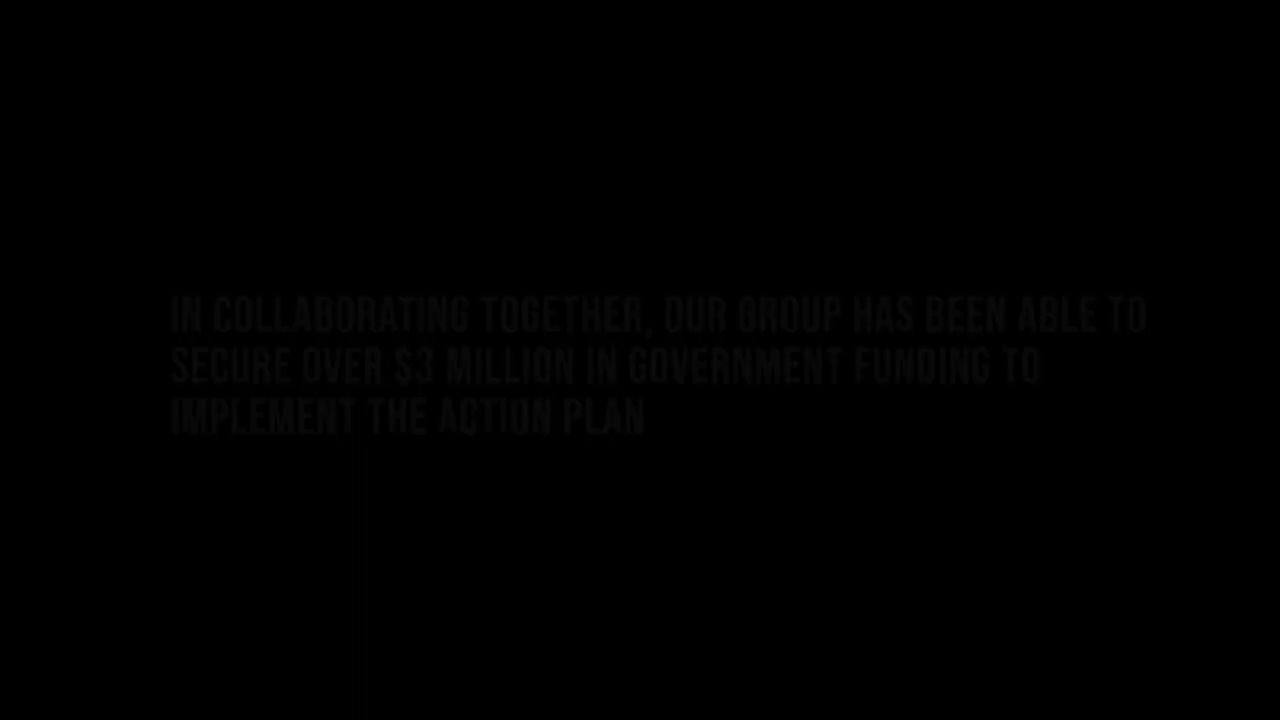 IN COLLABORATING TOGETHER, OUR GROUP HAS BEEN ABLE TO
SECURE OVER $3 MILLION IN GOVERNMENT FUNDING TO
IMPLEMENT THE ACTION PLAN